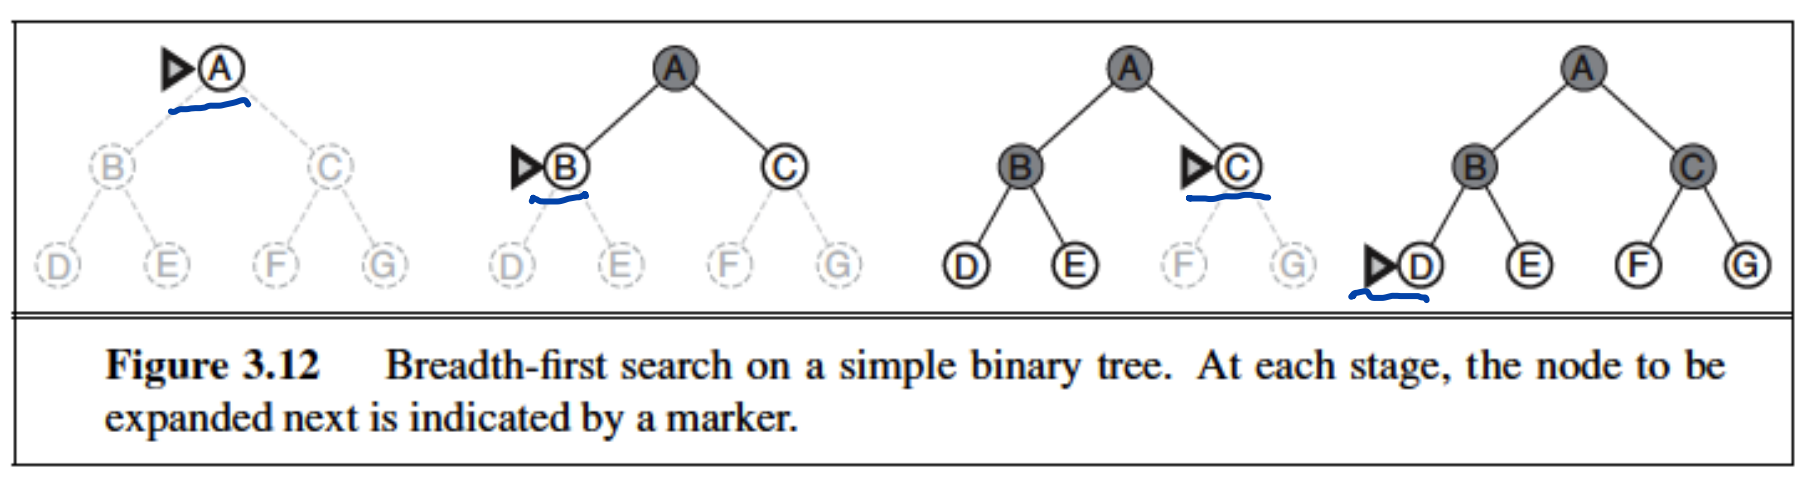 A A A A
B C B C B C B C
D E F G D E F G D E F G D E F G
Figure 3.12 Breadth-first search on a simple binary tree. At each stage, the node to be
expanded next is indicated by a marker.